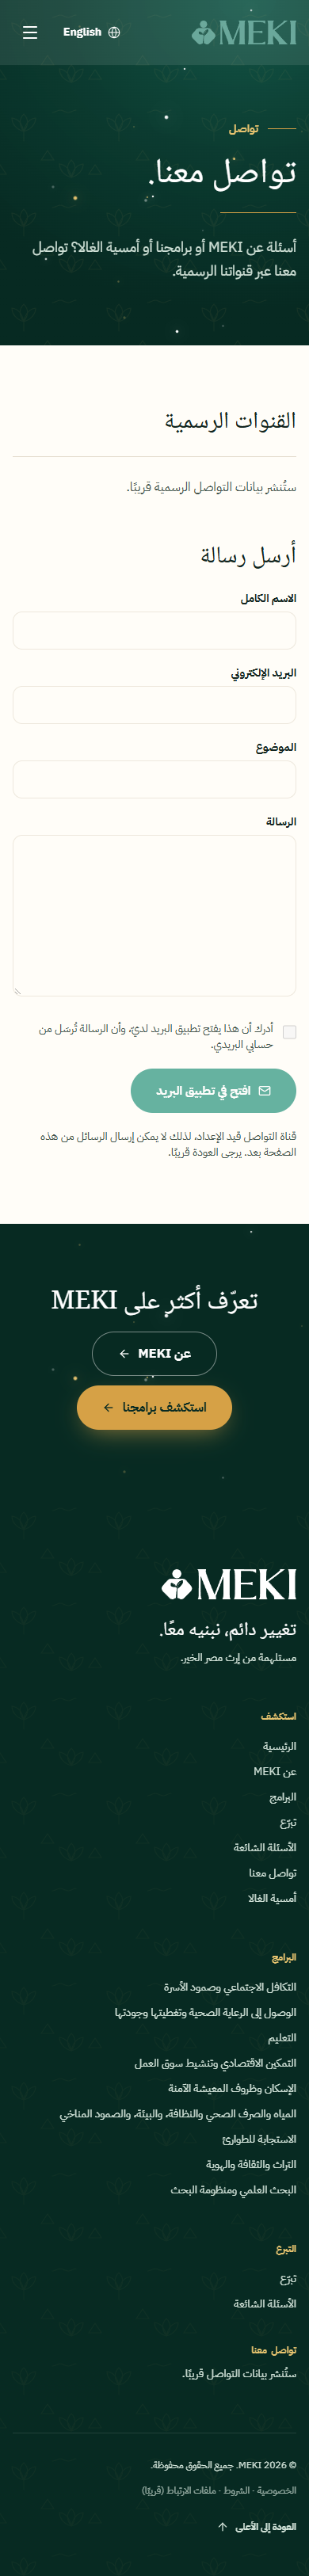 MEKI
English
تواصل
تواصل معنا.
أسئلة عن MEKI أو برامجنا أو أمسية الغالا؟ تواصل
معنا عبر قنواتنا الرسمية.
القنوات الرسمية
ستُنشر بيانات التواصل الرسمية قريبًا.
أرسل رسالة
الاسم الكامل
البريد الإلكتروني
الموضوع
الرسالة
أدرك أن هذا يفتح تطبيق البريد لديّ، وأن الرسالة تُرسَل من
حسابي البريدي.
افتح في تطبيق البريد
قناة التواصل قيد الإعداد، لذلك لا يمكن إرسال الرسائل من هذه
الصفحة بعد. يرجى العودة قريبًا.
تعرّف أكثر على MEKI
عن MEKI
استكشف برامجنا
MEKI
تغيير دائم، نبنيه معًا.
مستلهمة من إرث مصر الخير.
استكشف
الرئيسية
عن MEKI
البرامج
تبرّع
الأسئلة الشائعة
تواصل معنا
أمسية الغالا
البرامج
التكافل الاجتماعي وصمود الأسرة
الوصول إلى الرعاية الصحية وتغطيتها وجودتها
التعليم
التمكين الاقتصادي وتنشيط سوق العمل
الإسكان وظروف المعيشة الآمنة
المياه والصرف الصحي والنظافة، والبيئة، والصمود المناخي
الاستجابة للطوارئ
التراث والثقافة والهوية
البحث العلمي ومنظومة البحث
التبرع
تبرّع
الأسئلة الشائعة
تواصل معنا
ستُنشر بيانات التواصل قريبًا.
© 2026 MEKI. جميع الحقوق محفوظة.
الخصوصية · الشروط · ملفات الارتباط (قريبًا)
العودة إلى الأعلى